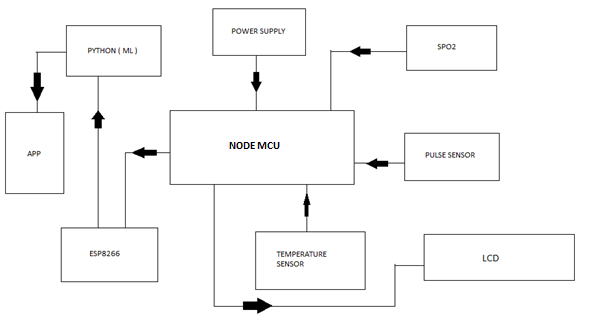 POWER SUPPLY
PYTHON ( ML )
SPO2
APP
NODE MCU
PULSE SENSOR
ESP8266
TEMPERATURE
SENSOR
LCD